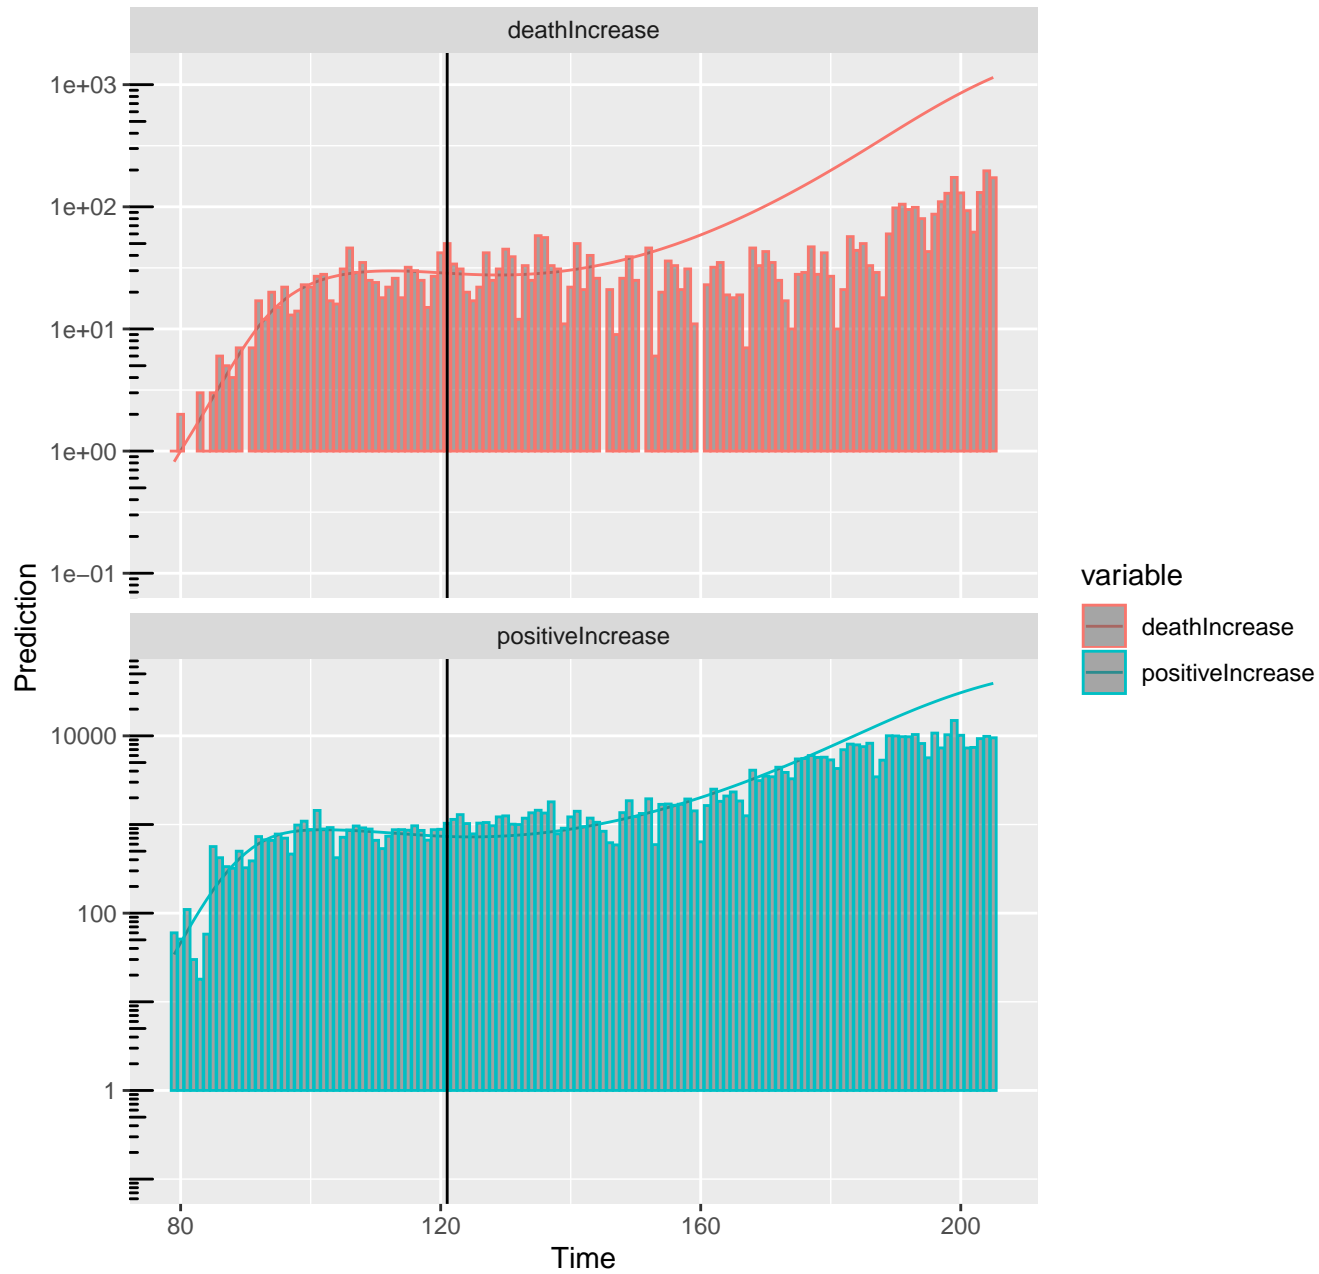 deathIncrease
1e+03
1e+02
1e+01
1e+00
1e−01
positiveIncrease
10000
100
1
80 120 160 200
Time
Prediction
variable
deathIncrease
positiveIncrease